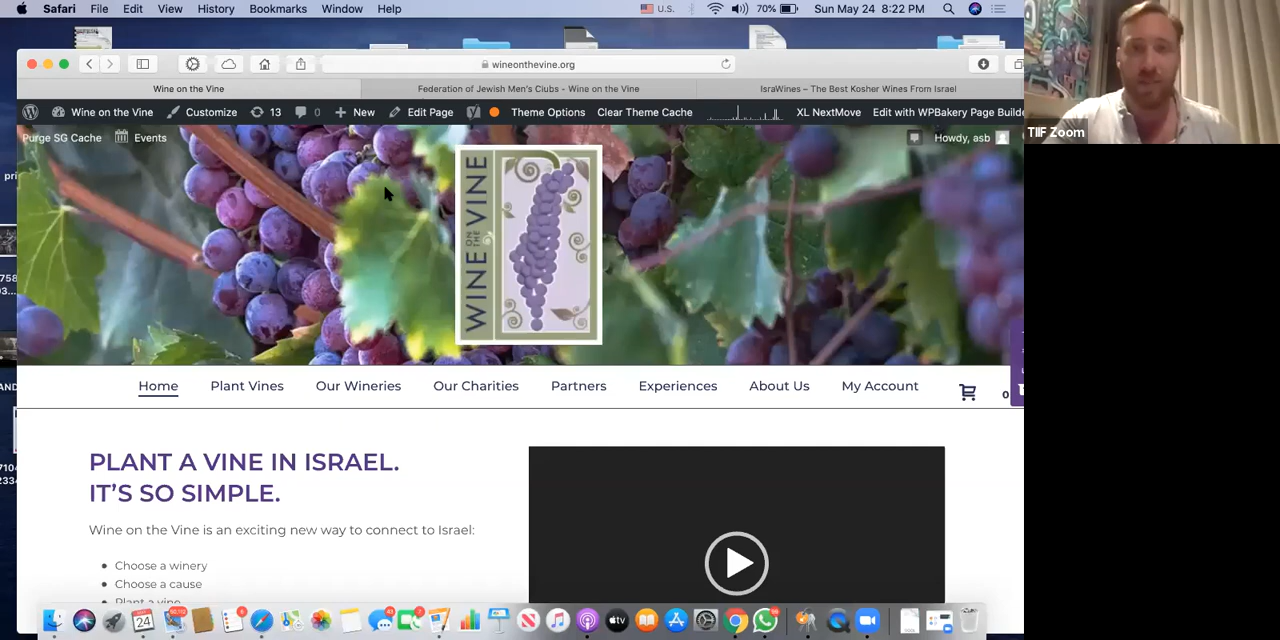 Safari File Edit View History Bookmarks Window Help U.S. 70% Sun May 24 8:22 PM
wineonthevine.org
Wine on the Vine Federation of Jewish Men's Clubs - Wine on the Vine IsraWines – The Best Kosher Wines From Israel
Wine on the Vine Customize 13 0 New Edit Page Theme Options Clear Theme Cache XL NextMove Edit with WPBakery Page Builde
Purge SG Cache Events Howdy, asb
TIIF Zoom
WINE ON THE VINE
Home Plant Vines Our Wineries Our Charities Partners Experiences About Us My Account 0
PLANT A VINE IN ISRAEL.
IT'S SO SIMPLE.
Wine on the Vine is an exciting new way to connect to Israel:
Choose a winery
Choose a cause
Plant a vine